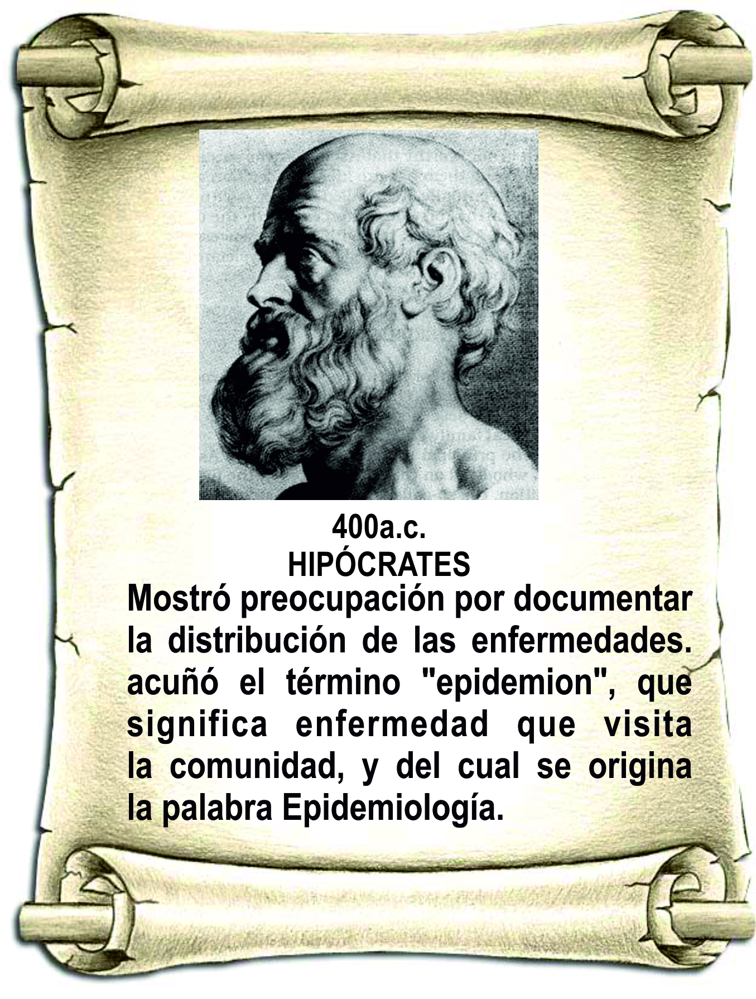 400a.c.
HIPÓCRATES
Mostró preocupación por documentar
la distribución de las enfermedades.
acuñó el término "epidemion", que
significa enfermedad que visita
la comunidad, y del cual se origina
la palabra Epidemiología.